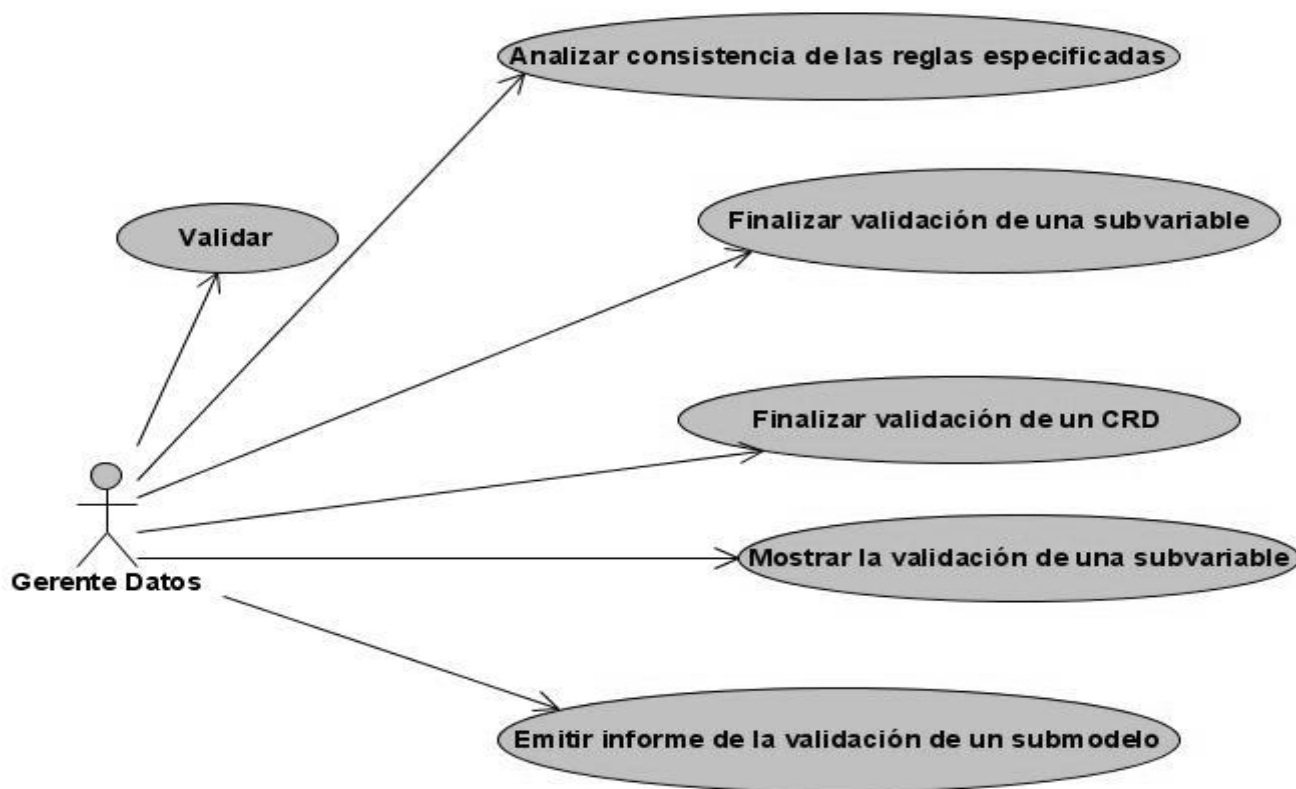 Analizar consistencia de las reglas especificadas
Finalizar validación de una subvariable
Validar
Finalizar validación de un CRD
Mostrar la validación de una subvariable
Gerente Datos
Emitir informe de la validación de un submodelo